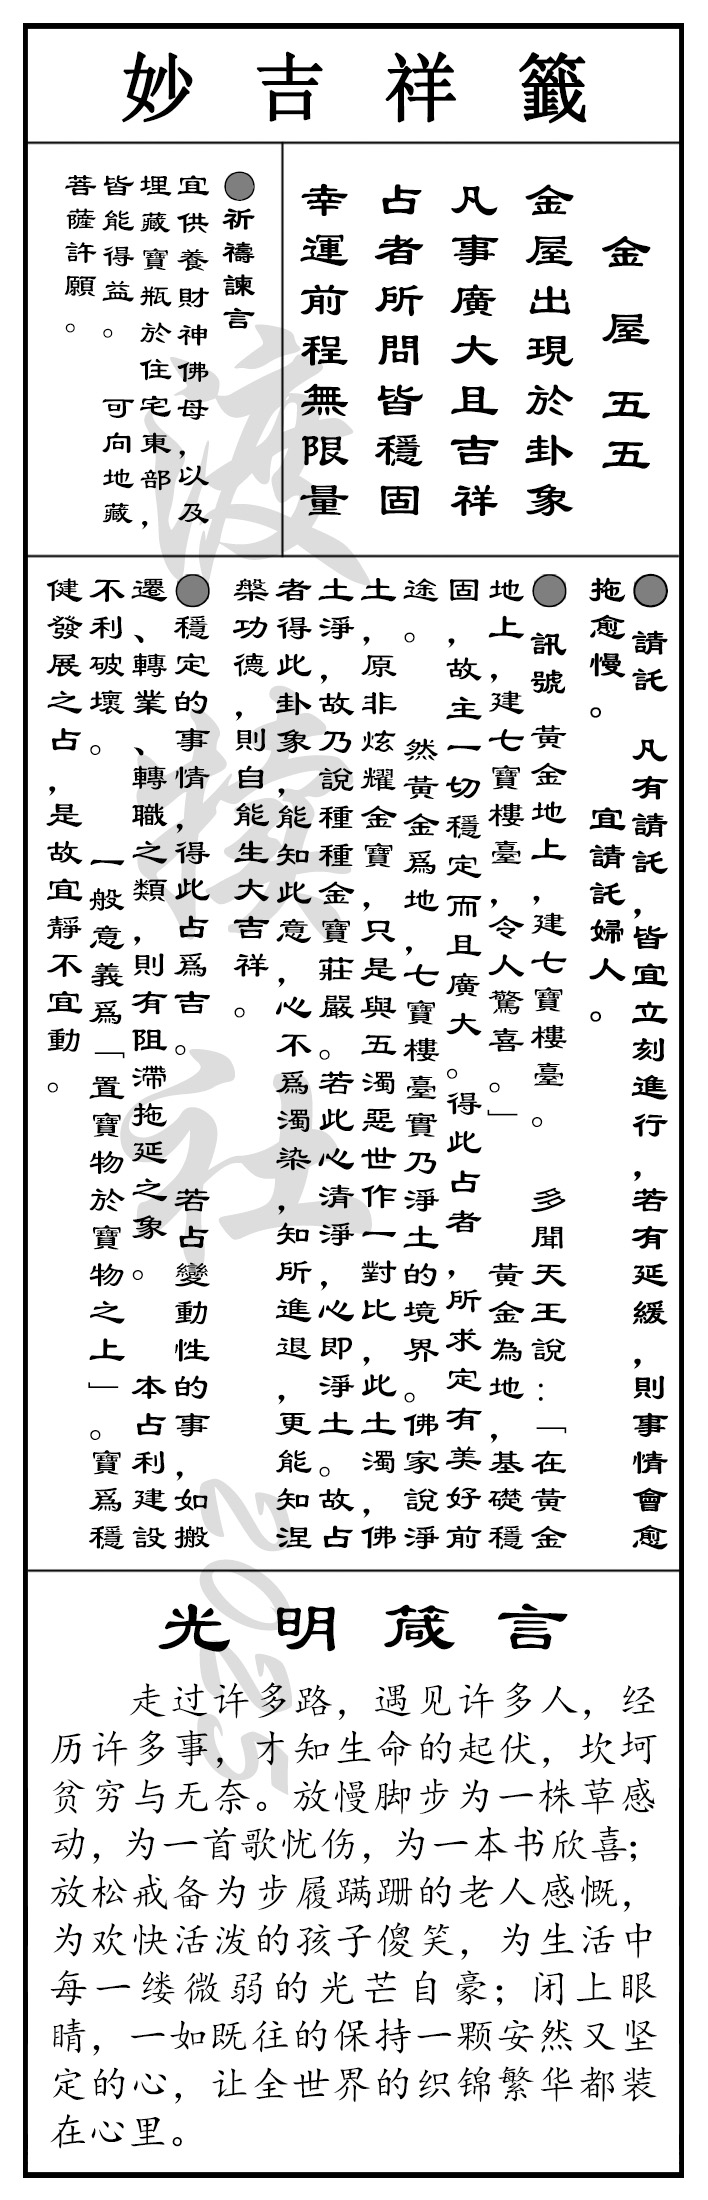 妙吉祥籤
金屋五五
金屋出現於卦象
凡事廣大且吉祥
占者所問皆穩固
幸運前程無限量
●祈禱諫言
宜供養財神佛母,以及
埋藏寶瓶於住宅東部,
皆能得益。 可向地藏
菩薩許願。
●請託 凡有請託,皆宜立刻進行,若有延緩,則事情會愈
拖愈慢。 宜請託婦人。
●訊號 黃金地上,建七寶樓臺。 多聞天王說:「在黃金
地上,建七寶樓臺,令人驚喜。」 黃金為地,基礎穩
固,故主一切穩定而且廣大。得此占者,所求定有美好前
途。 然黃金爲地,七寶樓臺實乃淨土的境界。佛家說淨
土,原非炫耀金寶,只是與五濁惡世作一對比,此土濁,佛
土淨,故乃說種種金寶莊嚴。若此心清淨,心即淨土。故占
者得此卦象,能知此意,心不爲濁染,知所進退,更能知涅
槃功德,則自能生大吉祥。
●穩定的事情,得此占爲吉。 若占變動性的事,如搬
遷、轉業、轉職之類,則有阻滯拖延之象。 本占利建設
不利破壞。 一般意義爲「置寶物於寶物之上」。寶爲穩
健發展之占,是故宜靜不宜動。
光明箴言
走过许多路，遇见许多人，经
历许多事，才知生命的起伏，坎坷
贫穷与无奈。放慢脚步为一株草感
动，为一首歌忧伤，为一本书欣喜；
放松戒备为步履蹒跚的老人感慨，
为欢快活泼的孩子傻笑，为生活中
每一缕微弱的光芒自豪；闭上眼
睛，一如既往的保持一颗安然又坚
定的心，让全世界的织锦繁华都装
在心里。
渡 社 2025